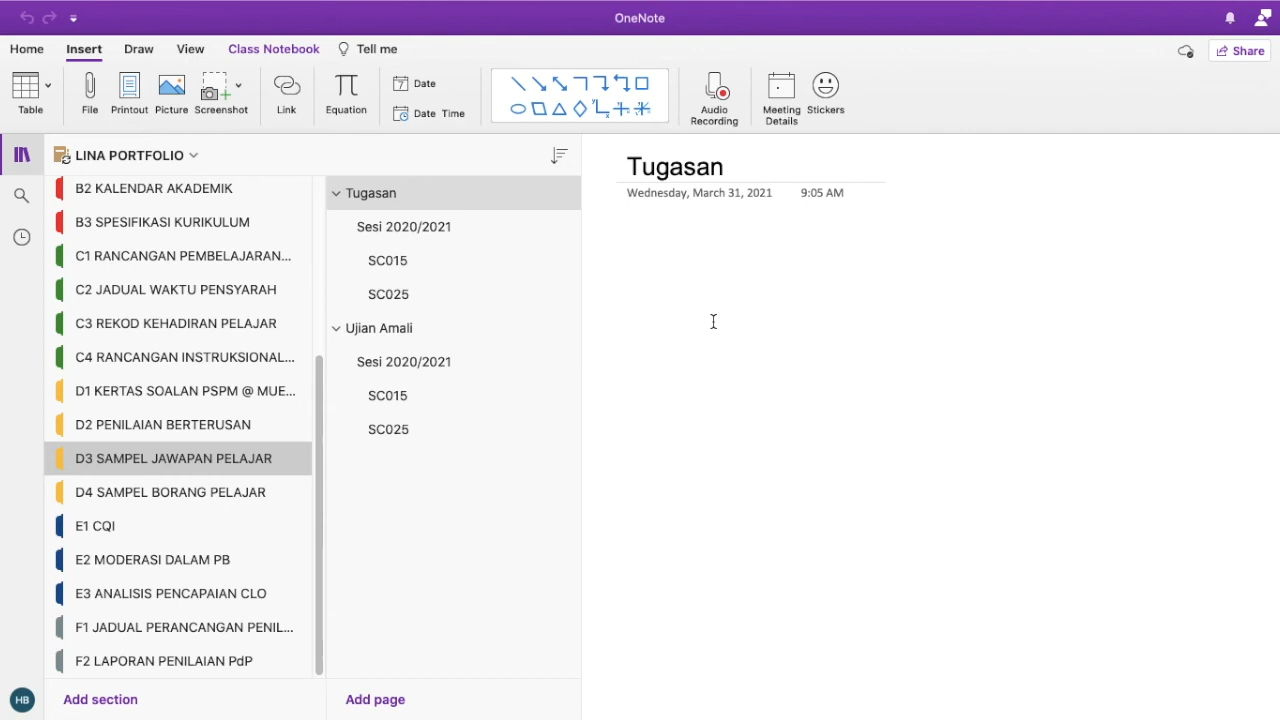 OneNote
Home Insert Draw View Class Notebook Tell me
Share
Table File Printout Picture Screenshot Link Equation
Date
Date Time
Audio Recording
Meeting Details
Stickers
LINA PORTFOLIO
B2 KALENDAR AKADEMIK
B3 SPESIFIKASI KURIKULUM
C1 RANCANGAN PEMBELAJARAN...
C2 JADUAL WAKTU PENSYARAH
C3 REKOD KEHADIRAN PELAJAR
C4 RANCANGAN INSTRUKSIONAL...
D1 KERTAS SOALAN PSPM @ MUE...
D2 PENILAIAN BERTERUSAN
D3 SAMPEL JAWAPAN PELAJAR
D4 SAMPEL BORANG PELAJAR
E1 CQI
E2 MODERASI DALAM PB
E3 ANALISIS PENCAPAIAN CLO
F1 JADUAL PERANCANGAN PENIL...
F2 LAPORAN PENILAIAN PdP
HB
Add section
Tugasan
Sesi 2020/2021
SC015
SC025
Ujian Amali
Sesi 2020/2021
SC015
SC025
Add page
Tugasan
Wednesday, March 31, 2021 9:05 AM